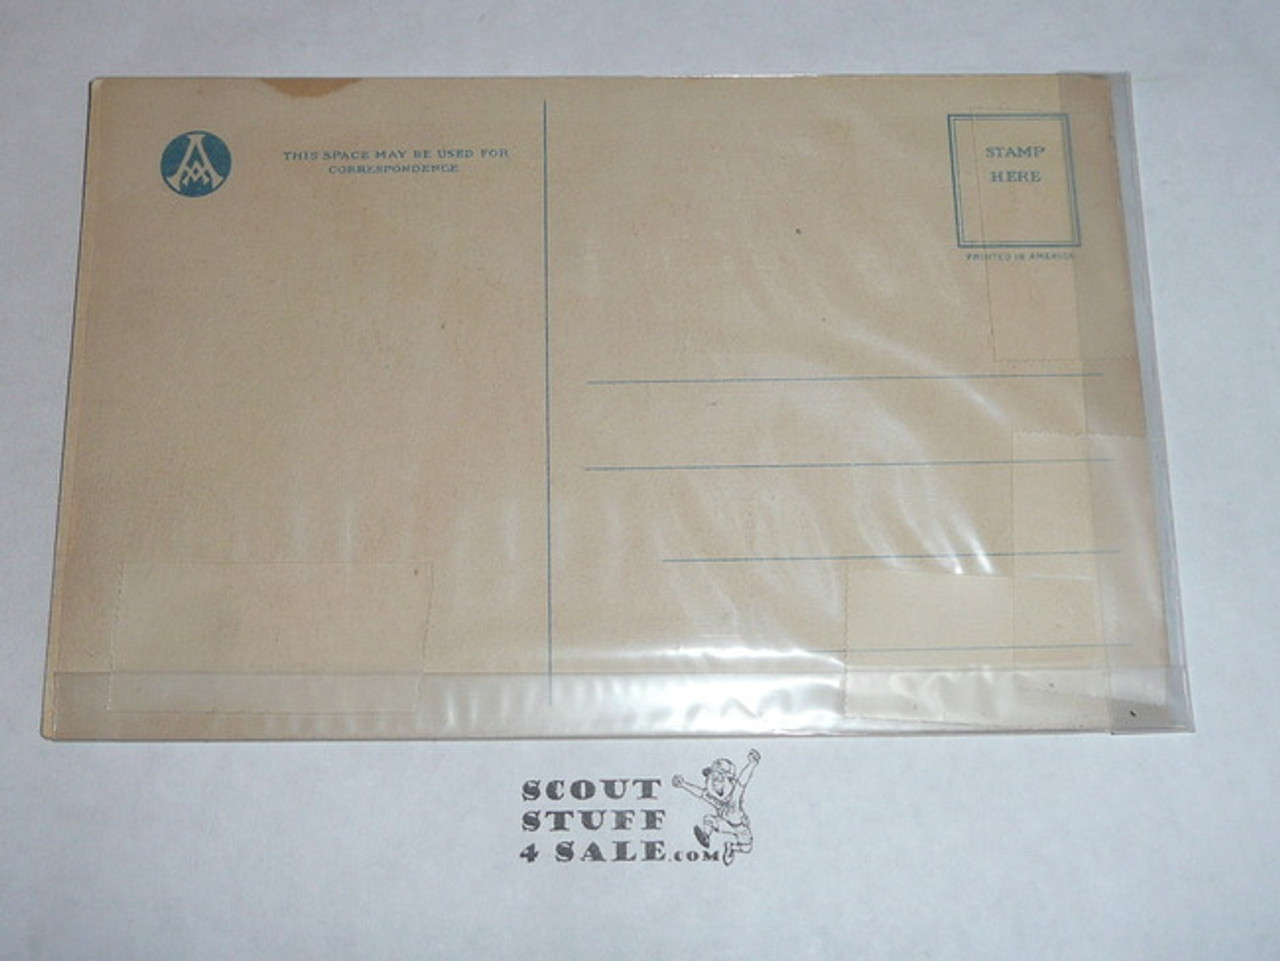 THIS SPACE MAY BE USED FOR
CORRESPONDENCE
STAMP
HERE
PRINTED IN AMERICA
SCOUT
STUFF
4 SALE.COM